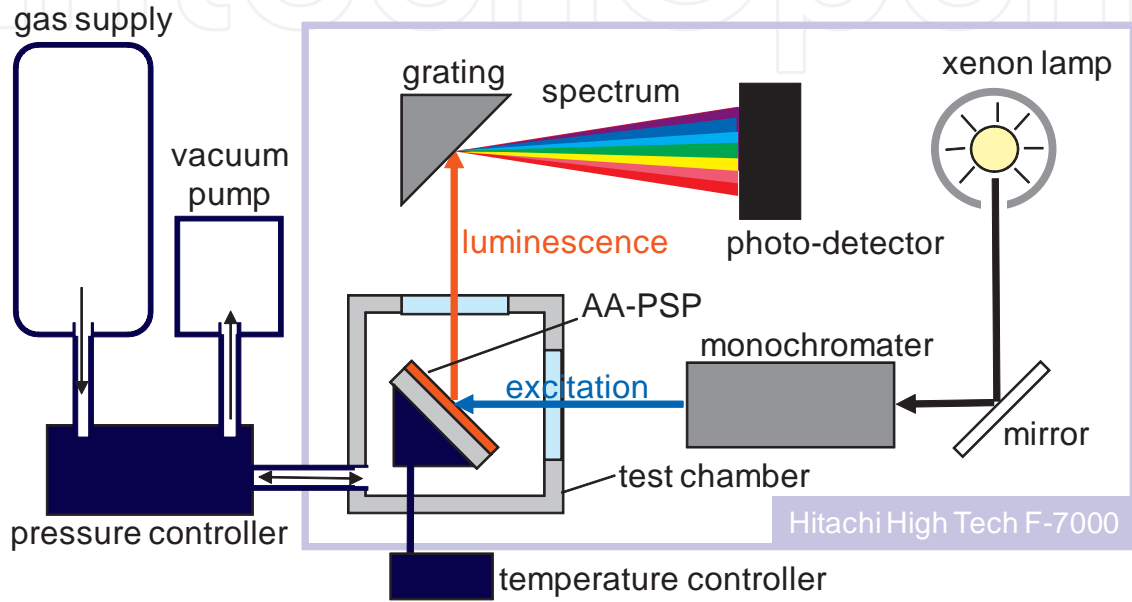 gas supply
vacuum
pump
grating
spectrum
xenon lamp
photo-detector
luminescence
AA-PSP
monochromater
excitation
mirror
test chamber
pressure controller
Hitachi High Tech F-7000
temperature controller